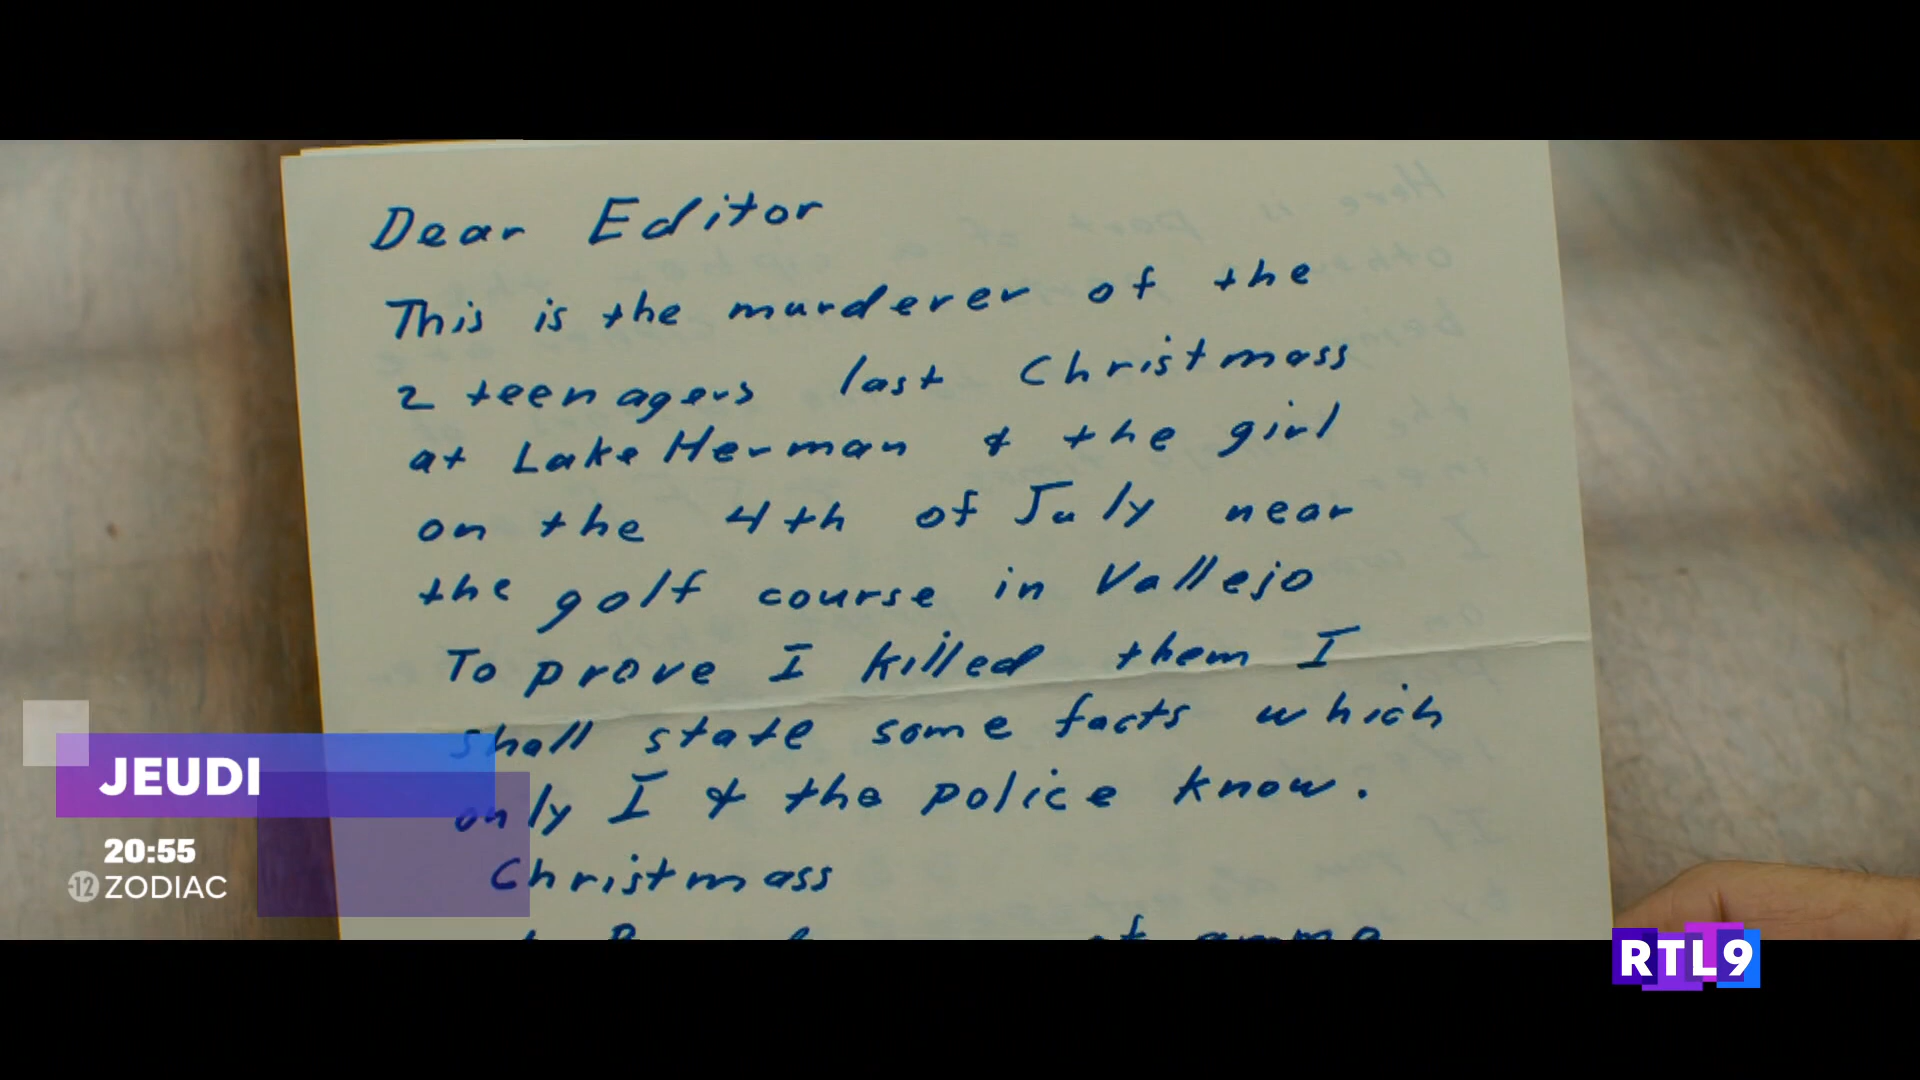 Dear Editor
This is the murderer of the
2 teenagers last Christmass
at Lake Herman & the girl
on the 4th of July near
the golf course in Vallejo
To prove I killed them I
shall state some facts which
only I & the police know.
Christmass
JEUDI
20:55
-12 ZODIAC
RTL9